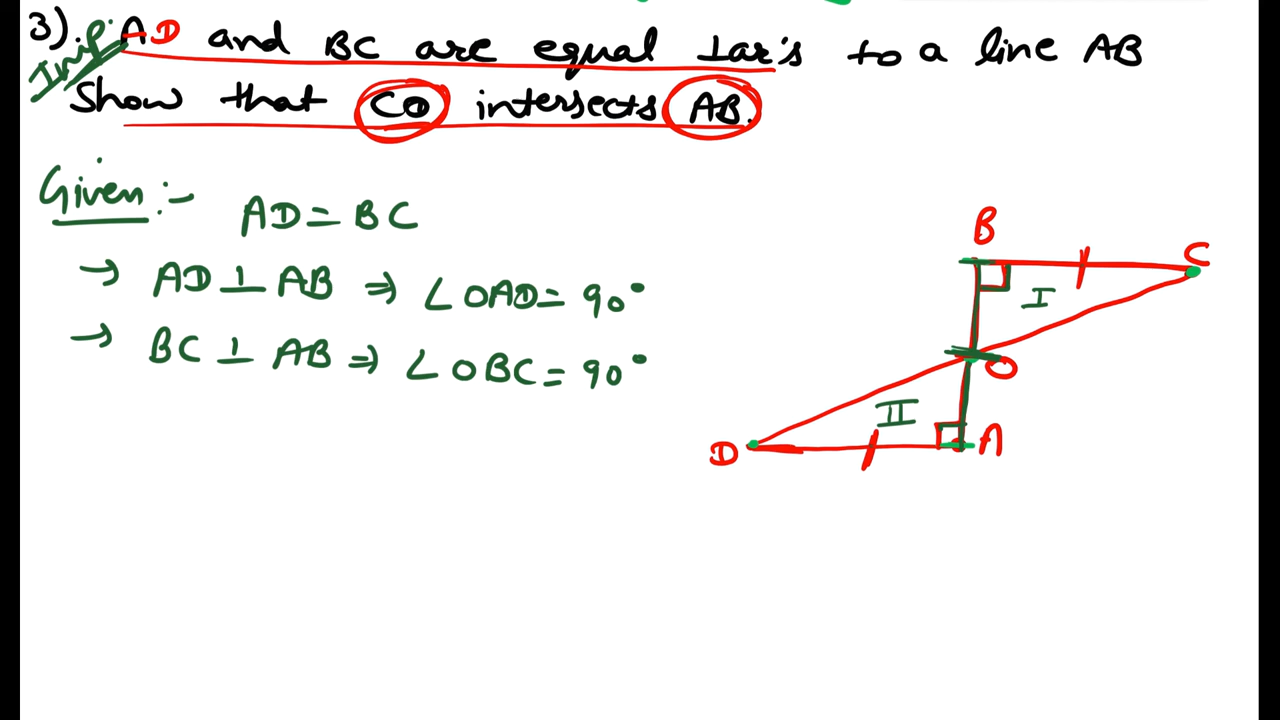 3). AD and BC are equal ⊥ar's to a line AB
Imp.
Show that CD intersects AB.
Given :-
AD = BC
→ AD ⊥ AB ⇒ ∠OAD = 90°
→ BC ⊥ AB ⇒ ∠OBC = 90°
B
C
I
O
II
D
A